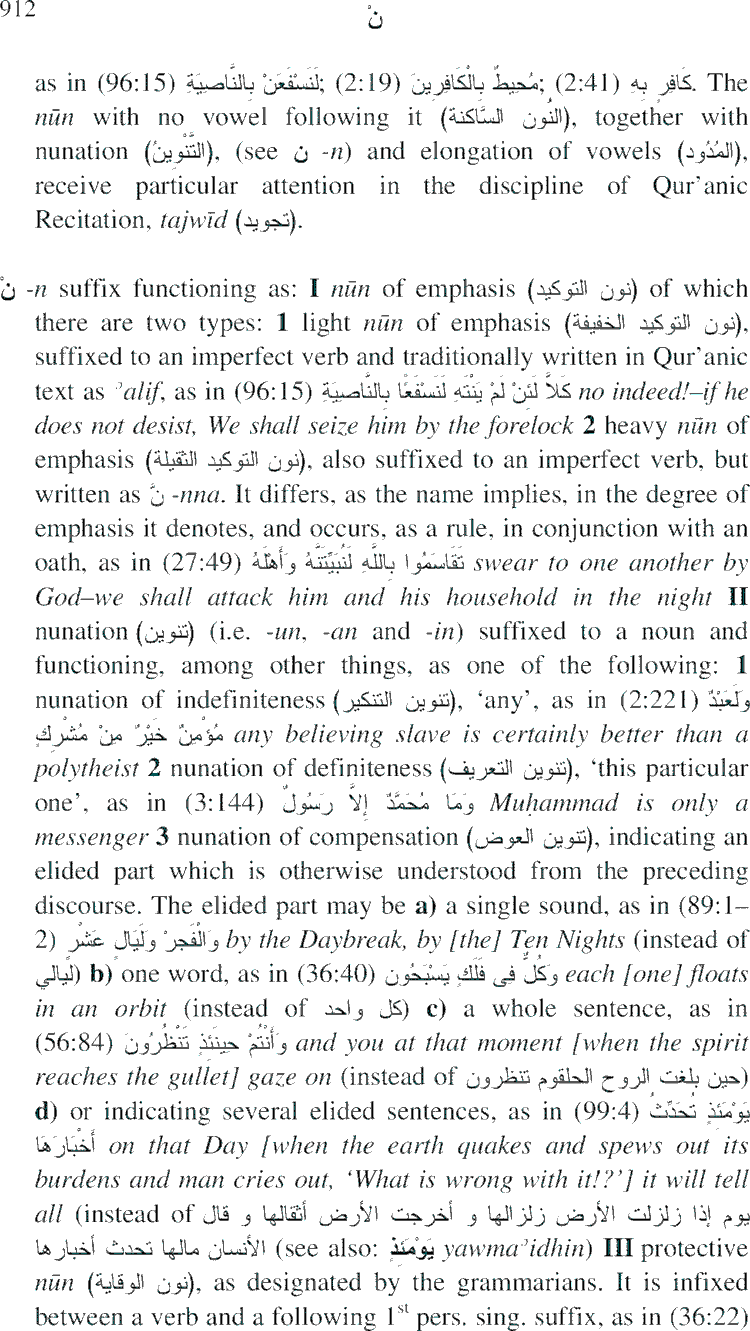 912
نْ
as in (96:15) لَنَسْفَعَنْ بِالنَّاصِيَةِ; (2:19) مُحِيطٌ بِالْكَافِرِينَ; (2:41) كَافِرٍ بِهِ. The
nūn with no vowel following it (النُون السَّاكنة), together with
nunation (التَّنْوِينُ), (see ن -n) and elongation of vowels (المُدُود),
receive particular attention in the discipline of Qur’anic
Recitation, tajwīd (تجويد).
نْ -n suffix functioning as: I nūn of emphasis (نون التوكيد) of which
there are two types: 1 light nūn of emphasis (نون التوكيد الخفيفة),
suffixed to an imperfect verb and traditionally written in Qur’anic
text as ʾalif, as in (96:15) كَلاَّ لَئِنْ لَمْ يَنْتَهِ لَنَسْفَعًا بِالنَّاصِيَةِ no indeed!–if he
does not desist, We shall seize him by the forelock 2 heavy nūn of
emphasis (نون التوكيد الثقيلة), also suffixed to an imperfect verb, but
written as نَّ -nna. It differs, as the name implies, in the degree of
emphasis it denotes, and occurs, as a rule, in conjunction with an
oath, as in (27:49) تَقَاسَمُوا بِاللَّهِ لَنُبَيِّتَنَّهُ وَأَهْلَهُ swear to one another by
God–we shall attack him and his household in the night II
nunation (تنوين) (i.e. -un, -an and -in) suffixed to a noun and
functioning, among other things, as one of the following: 1
nunation of indefiniteness (تنوين التنكير), ‘any’, as in (2:221) وَلَعَبْدٌ
مُؤْمِنٌ خَيْرٌ مِنْ مُشْرِكٍ any believing slave is certainly better than a
polytheist 2 nunation of definiteness (تنوين التعريف), ‘this particular
one’, as in (3:144) وَمَا مُحَمَّدٌ إِلاَّ رَسُولٌ Muḥammad is only a
messenger 3 nunation of compensation (تنوين العوض), indicating an
elided part which is otherwise understood from the preceding
discourse. The elided part may be a) a single sound, as in (89:1–
2) وَالْفَجْرِ وَلَيَالٍ عَشْرٍ by the Daybreak, by [the] Ten Nights (instead of
ليالي) b) one word, as in (36:40) وَكُلٌّ فِى فَلَكٍ يَسْبَحُون each [one] floats
in an orbit (instead of كل واحد) c) a whole sentence, as in
(56:84) وَأَنْتُمْ حِينَئِذٍ تَنْظُرُونَ and you at that moment [when the spirit
reaches the gullet] gaze on (instead of حين بلغت الروح الحلقوم تنظرون)
d) or indicating several elided sentences, as in (99:4) يَوْمَئِذٍ تُحَدِّثُ
أَخْبَارَهَا on that Day [when the earth quakes and spews out its
burdens and man cries out, ‘What is wrong with it!?’] it will tell
all (instead of يوم إذا زلزلت الأرض زلزالها و أخرجت الأرض أثقالها و قال
الأنسان مالها تحدث أخبارها (see also: يَوْمَئِذٍ yawmaʾidhin) III protective
nūn (نون الوقاية), as designated by the grammarians. It is infixed
between a verb and a following 1st pers. sing. suffix, as in (36:22)